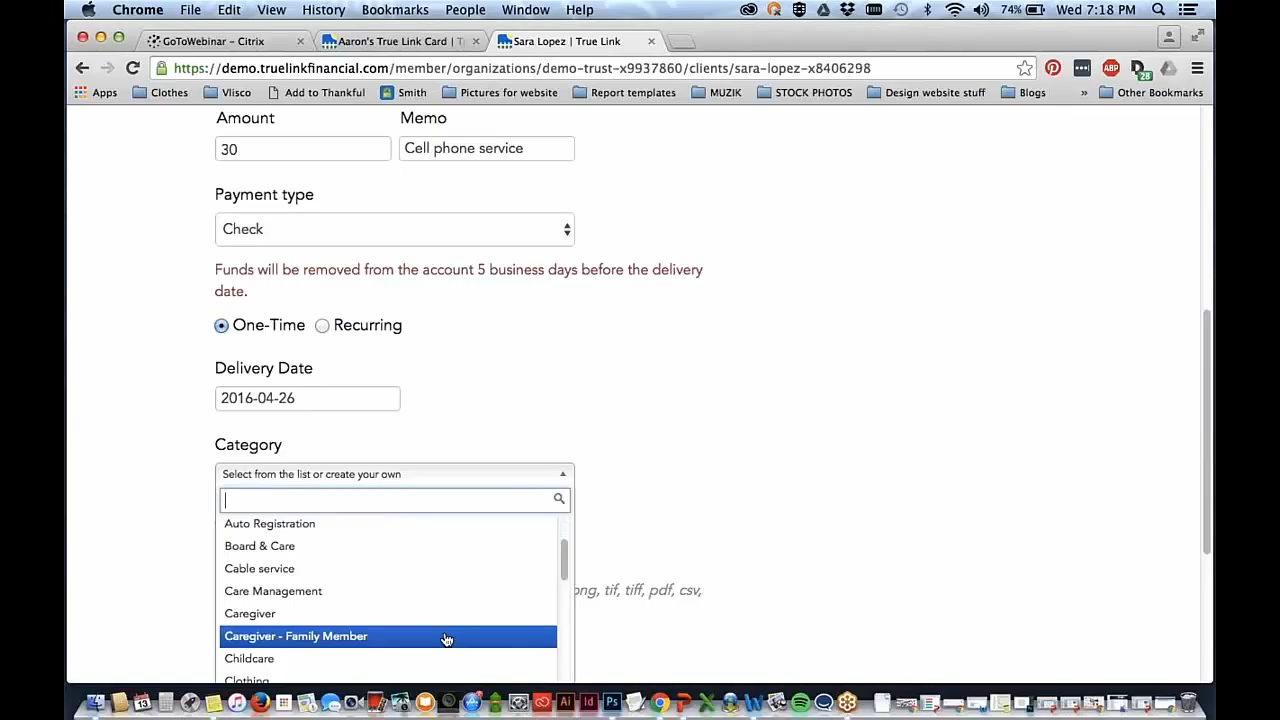 Chrome File Edit View History Bookmarks People Window Help 74% Wed 7:18 PM
GoToWebinar - Citrix Aaron's True Link Card | T Sara Lopez | True Link
https://demo.truelinkfinancial.com/member/organizations/demo-trust-x9937860/clients/sara-lopez-x8406298
Apps Clothes Vlisco Add to Thankful Smith Pictures for website Report templates MUZIK STOCK PHOTOS Design website stuff Blogs » Other Bookmarks
Amount Memo
30 Cell phone service
Payment type
Check
Funds will be removed from the account 5 business days before the delivery
date.
One-Time Recurring
Delivery Date
2016-04-26
Category
Select from the list or create your own
Auto Registration
Board & Care
Cable service
png, tif, tiff, pdf, csv,
Care Management
Caregiver
Caregiver - Family Member
Childcare
Clothing